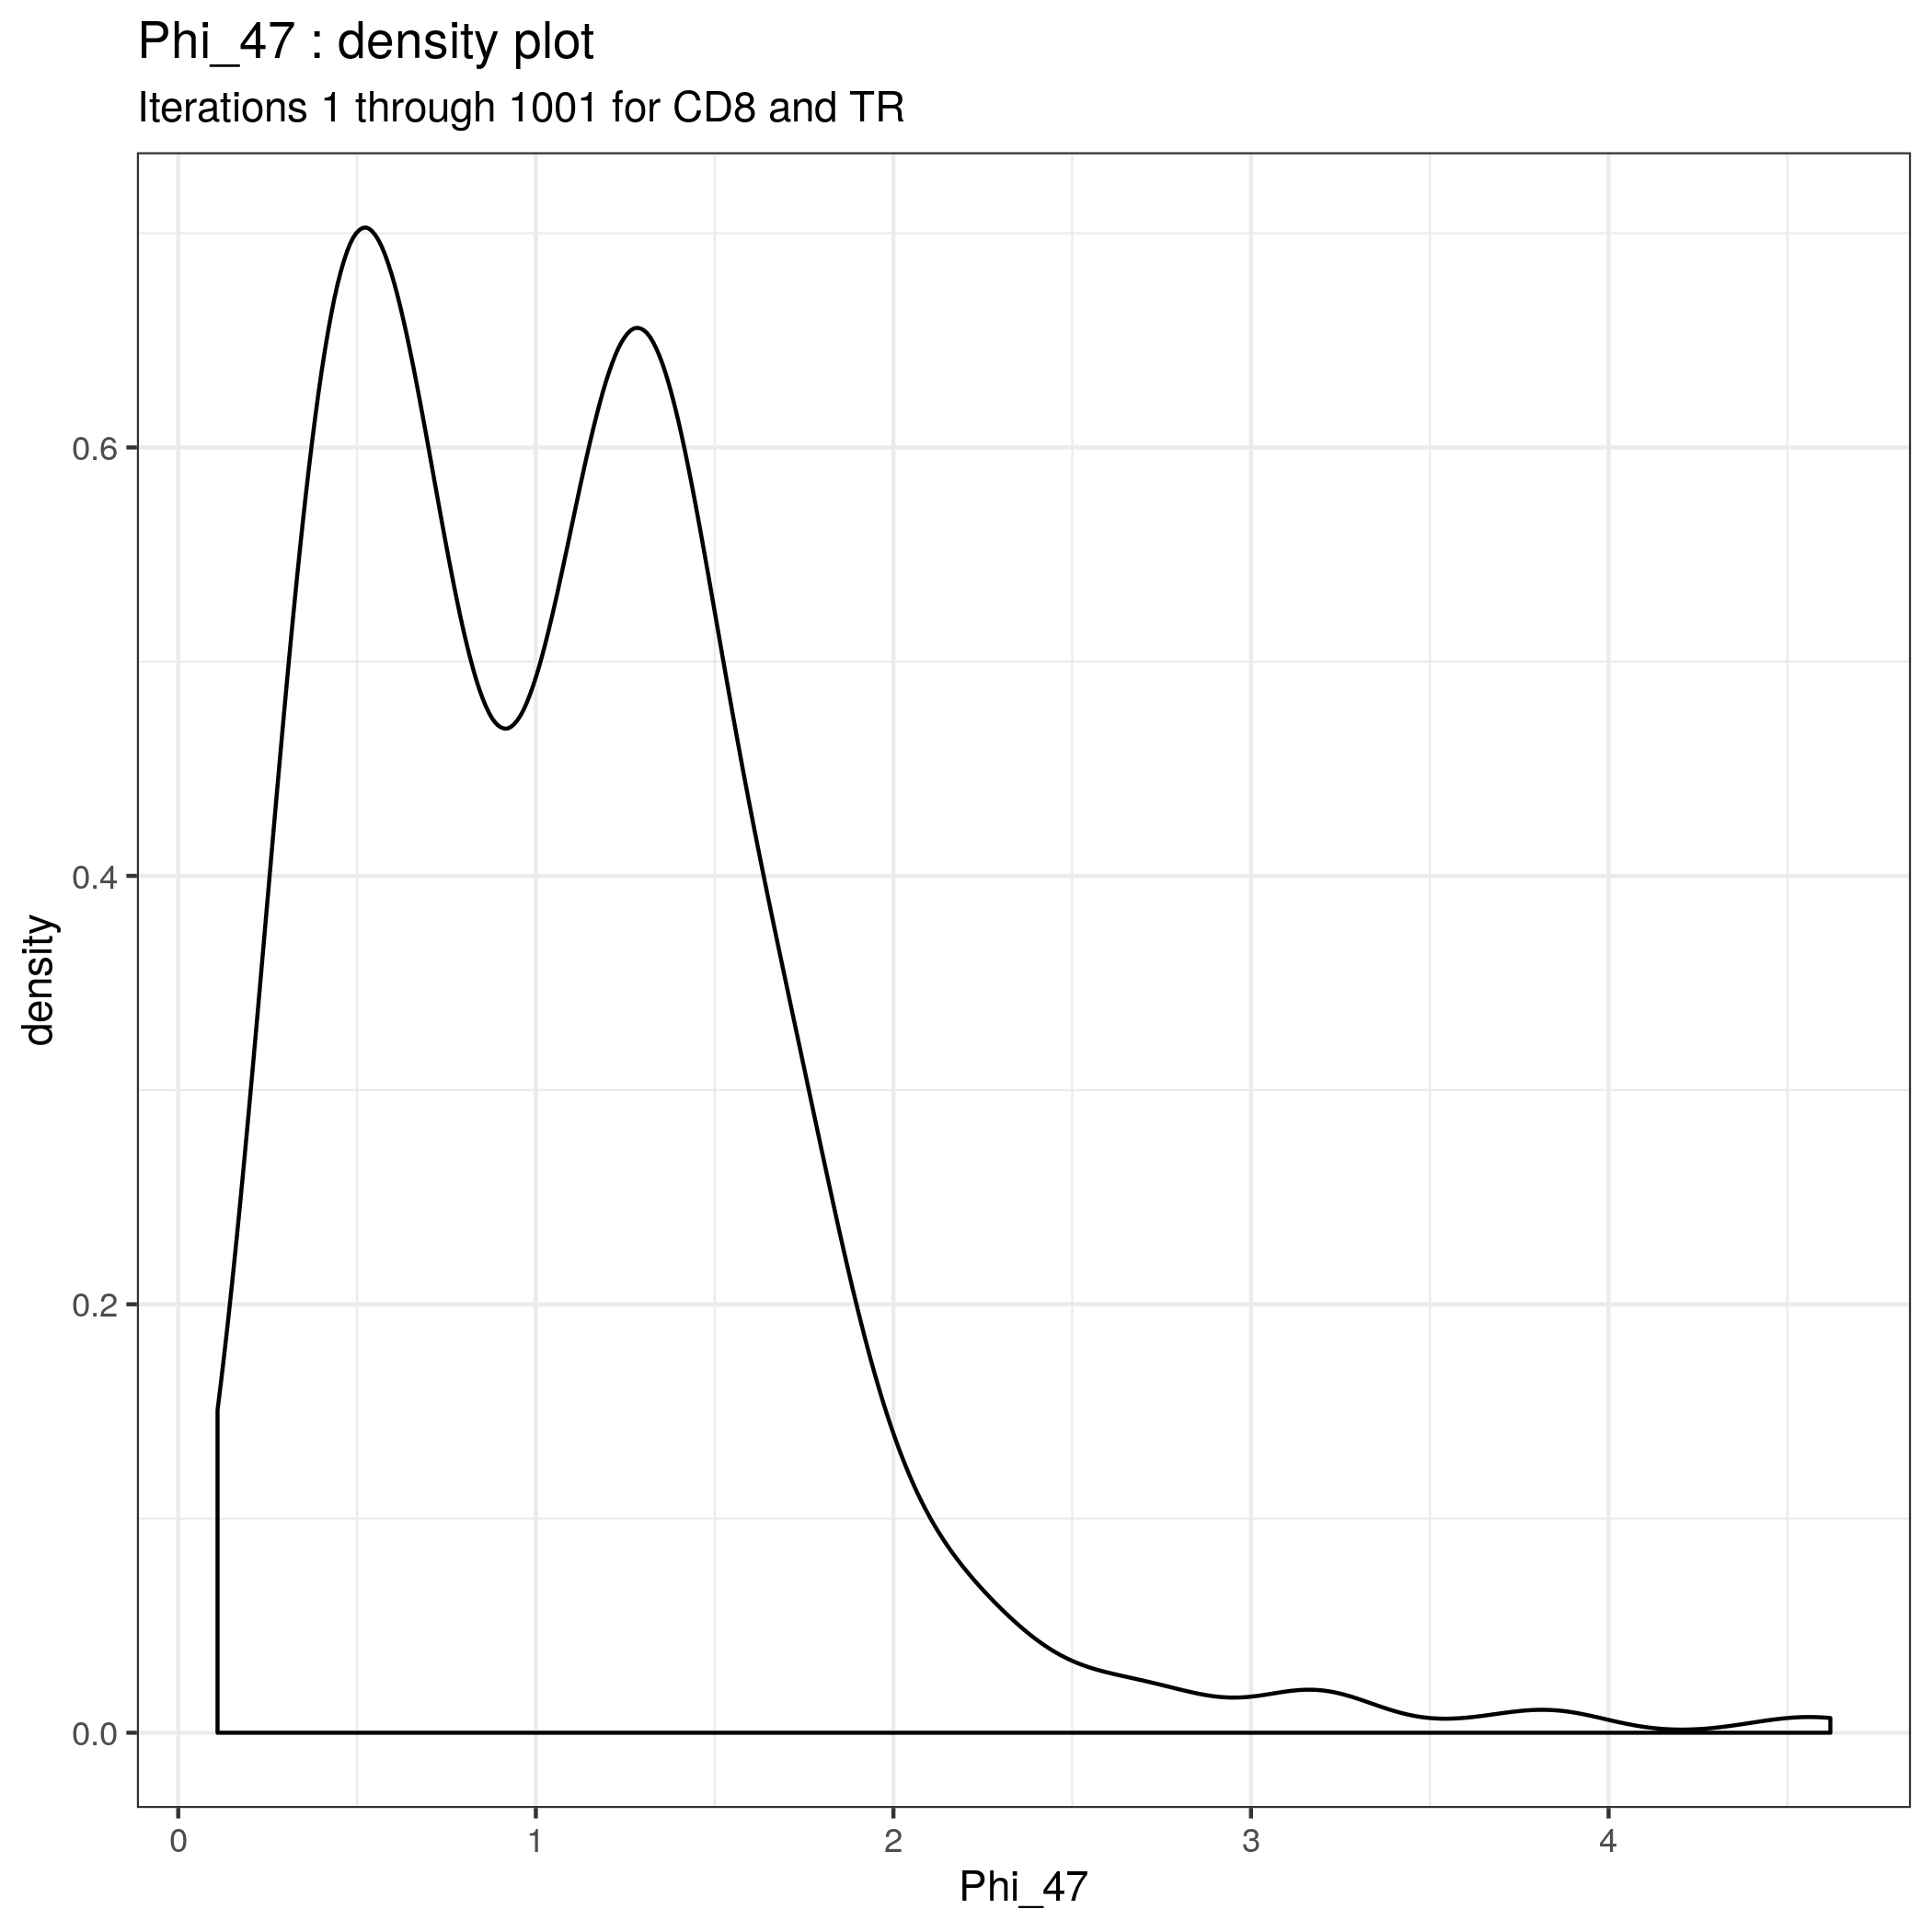 Phi_47 : density plot
Iterations 1 through 1001 for CD8 and TR
density
0.6
0.4
0.2
0.0
0 1 2 3 4
Phi_47